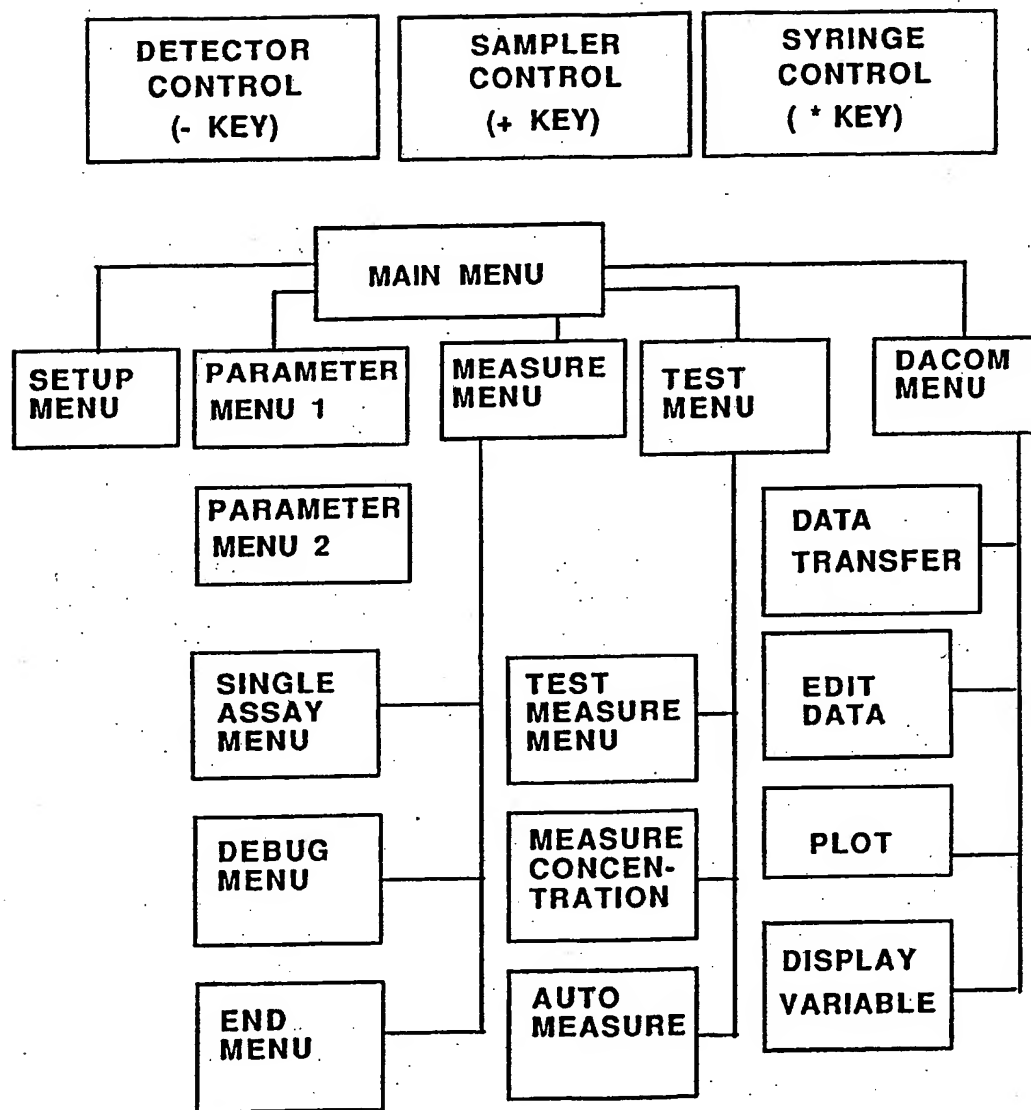 DETECTOR
CONTROL
(- KEY)
SAMPLER
CONTROL
(+ KEY)
SYRINGE
CONTROL
( * KEY)
MAIN MENU
SETUP
MENU
PARAMETER
MENU 1
MEASURE
MENU
TEST
MENU
DACOM
MENU
PARAMETER
MENU 2
DATA
TRANSFER
SINGLE
ASSAY
MENU
TEST
MEASURE
MENU
EDIT
DATA
DEBUG
MENU
MEASURE
CONCEN-
TRATION
PLOT
END
MENU
AUTO
MEASURE
DISPLAY
VARIABLE